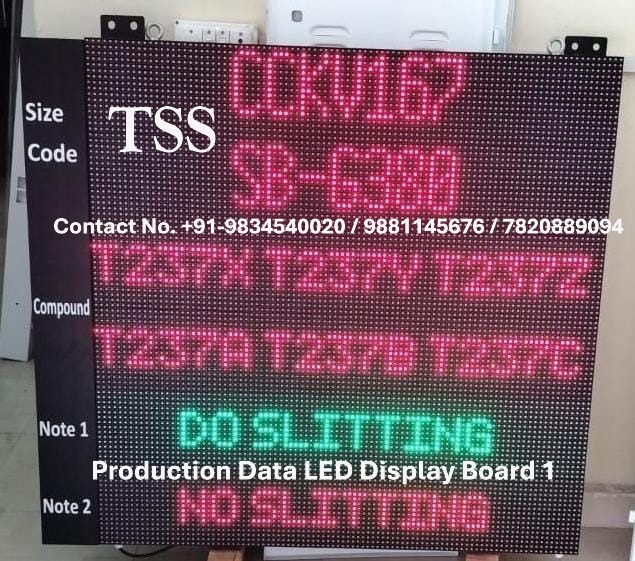 CCKV167
Size
TSS
Code
SB-G380
Contact No. +91-9834540020 / 9881145676 / 7820889094
T237X T237Y T237Z
Compound
T237A T237B T237C
Note 1
DO SLITTING
Production Data LED Display Board 1
Note 2
NO SLITTING